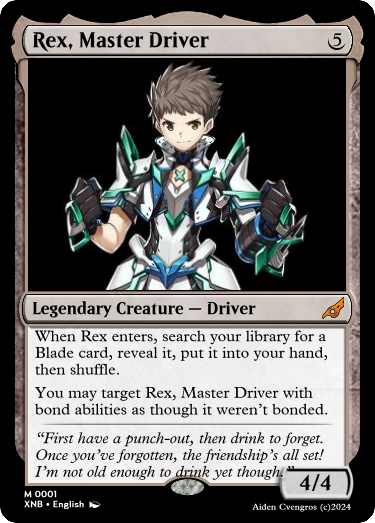 Rex, Master Driver 5
Legendary Creature — Driver
When Rex enters, search your library for a
Blade card, reveal it, put it into your hand,
then shuffle.
You may target Rex, Master Driver with
bond abilities as though it weren't bonded.
“First have a punch-out, then drink to forget.
Once you've forgotten, the friendship's all set!
I'm not old enough to drink yet though.”
4/4
M 0001
XNB • English
Aiden Cvengros (c)2024